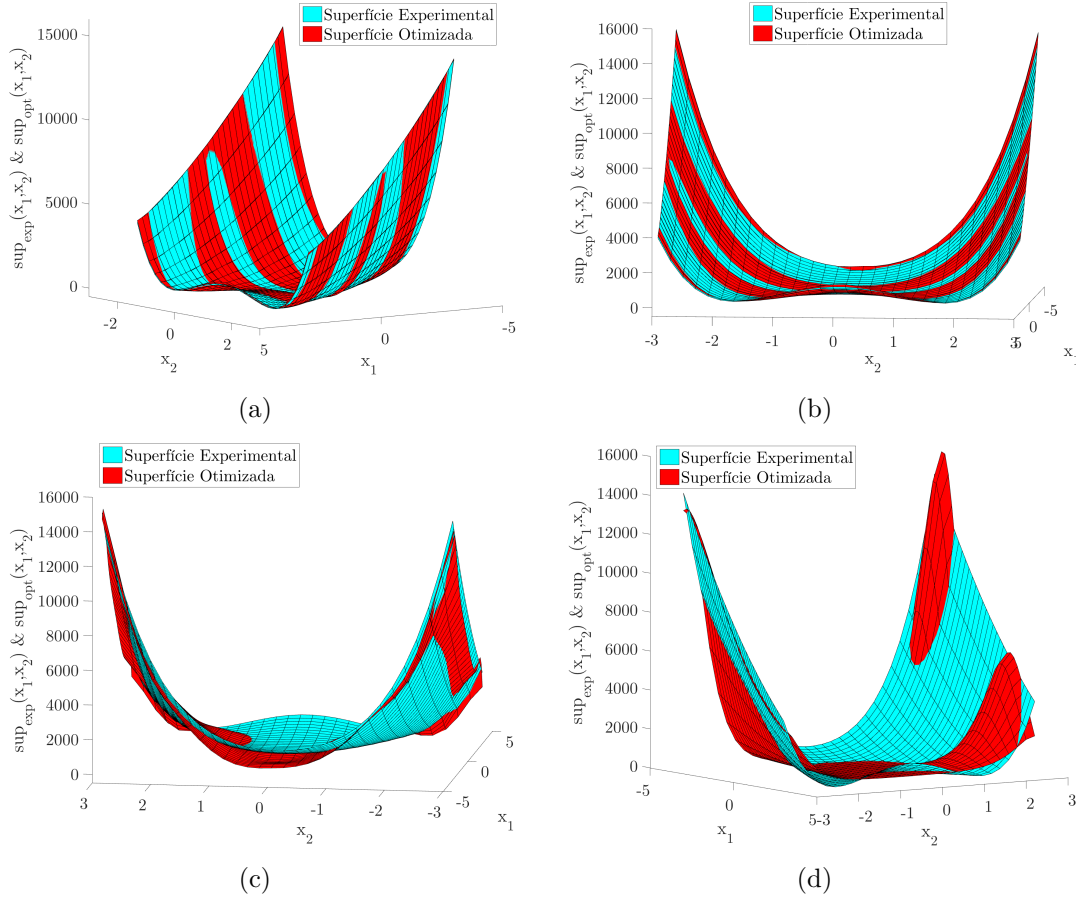 Superfície Experimental
Superfície Otimizada
sup_exp(x_1,x_2) & sup_opt(x_1,x_2)
15000
10000
5000
0
-2
0
2
x_2
5
0
-5
x_1
(a)
Superfície Experimental
Superfície Otimizada
sup_exp(x_1,x_2) & sup_opt(x_1,x_2)
16000
14000
12000
10000
8000
6000
4000
2000
0
-3
-2
-1
0
1
2
3
x_2
5
0
-5
x
(b)
Superfície Experimental
Superfície Otimizada
sup_exp(x_1,x_2) & sup_opt(x_1,x_2)
16000
14000
12000
10000
8000
6000
4000
2000
0
3
2
1
0
-1
-2
-3
x_2
-5
0
5
x_1
(c)
Superfície Experimental
Superfície Otimizada
sup_exp(x_1,x_2) & sup_opt(x_1,x_2)
16000
14000
12000
10000
8000
6000
4000
2000
0
-5
0
5
x_1
-3
-2
-1
0
1
2
3
x_2
(d)